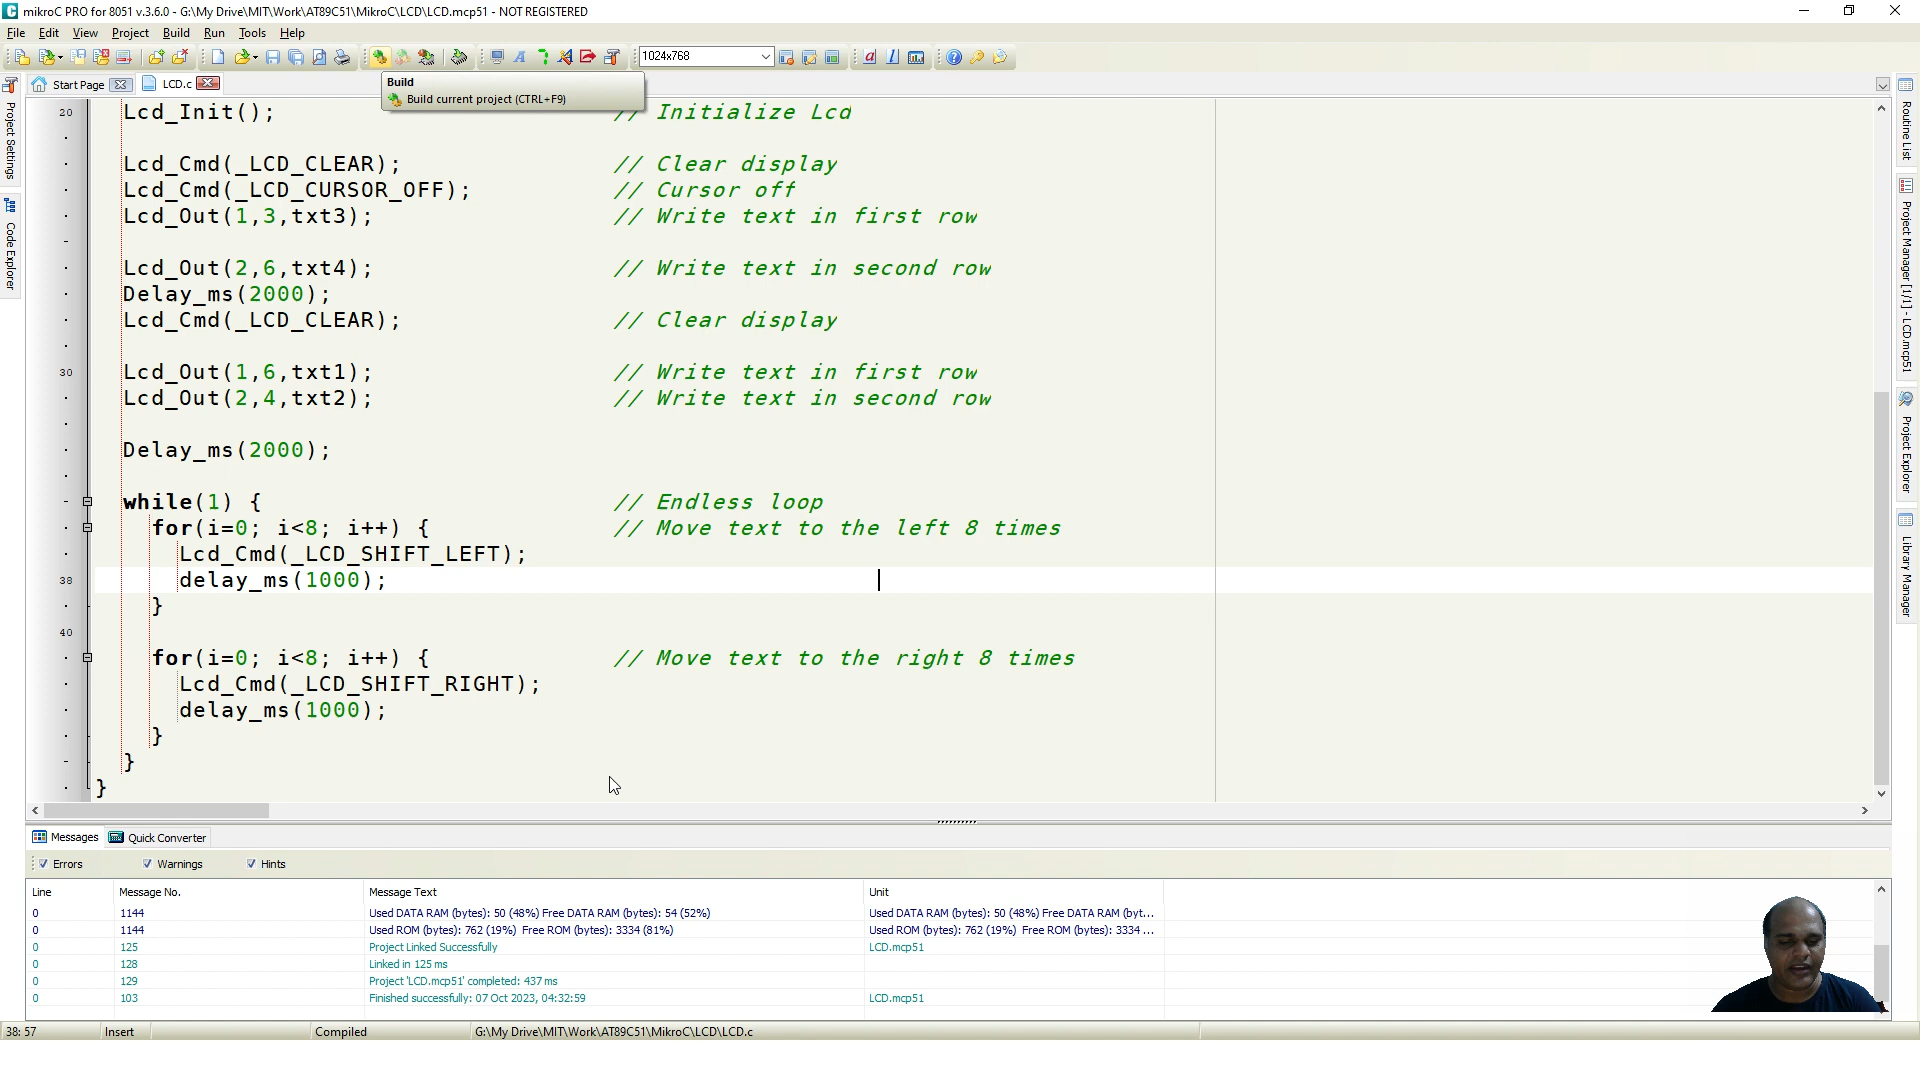 mikroC PRO for 8051 v.3.6.0 - G:\My Drive\MIT\Work\AT89C51\MikroC\LCD\LCD.mcp51 - NOT REGISTERED
File Edit View Project Build Run Tools Help
1024x768
Start Page LCD.c
Build
Build current project (CTRL+F9)
Project Settings
Code Explorer
Routine List
Project Manager [1/1] - LCD.mcp51
Project Explorer
Library Manager
20 Lcd_Init(); // Initialize Lcd
Lcd_Cmd(_LCD_CLEAR); // Clear display
Lcd_Cmd(_LCD_CURSOR_OFF); // Cursor off
Lcd_Out(1,3,txt3); // Write text in first row
Lcd_Out(2,6,txt4); // Write text in second row
Delay_ms(2000);
Lcd_Cmd(_LCD_CLEAR); // Clear display
30 Lcd_Out(1,6,txt1); // Write text in first row
Lcd_Out(2,4,txt2); // Write text in second row
Delay_ms(2000);
while(1) { // Endless loop
for(i=0; i<8; i++) { // Move text to the left 8 times
Lcd_Cmd(_LCD_SHIFT_LEFT);
38 delay_ms(1000);
}
40
for(i=0; i<8; i++) { // Move text to the right 8 times
Lcd_Cmd(_LCD_SHIFT_RIGHT);
delay_ms(1000);
}
}
}
Messages Quick Converter
Errors Warnings Hints
Line Message No. Message Text Unit
0 1144 Used DATA RAM (bytes): 50 (48%) Free DATA RAM (bytes): 54 (52%) Used DATA RAM (bytes): 50 (48%) Free DATA RAM (byt...
0 1144 Used ROM (bytes): 762 (19%) Free ROM (bytes): 3334 (81%) Used ROM (bytes): 762 (19%) Free ROM (bytes): 3334 ...
0 125 Project Linked Successfully LCD.mcp51
0 128 Linked in 125 ms
0 129 Project 'LCD.mcp51' completed: 437 ms
0 103 Finished successfully: 07 Oct 2023, 04:32:59 LCD.mcp51
38: 57 Insert Compiled G:\My Drive\MIT\Work\AT89C51\MikroC\LCD\LCD.c